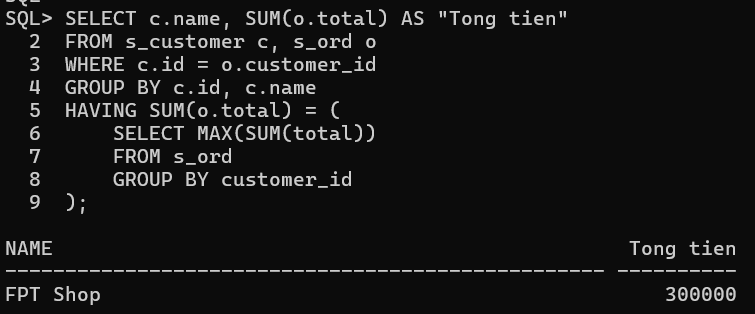 SQL> SELECT c.name, SUM(o.total) AS "Tong tien"
  2  FROM s_customer c, s_ord o
  3  WHERE c.id = o.customer_id
  4  GROUP BY c.id, c.name
  5  HAVING SUM(o.total) = (
  6      SELECT MAX(SUM(total))
  7      FROM s_ord
  8      GROUP BY customer_id
  9  );
NAME                                                Tong tien
-------------------------------------------------- ----------
FPT Shop                                               300000